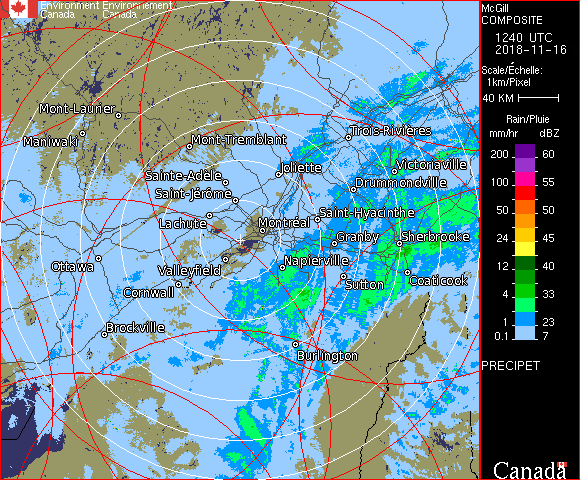 Environment Environnement
Canada Canada
McGill
COMPOSITE
1240 UTC
2018-11-16
Scale/Échelle:
1km/Pixel
40 KM
Rain/Pluie
mm/hr dBZ
200 60
100 55
50 50
24 45
12 40
4 33
1 23
0.1 7
PRECIPET
Canada
Mont-Laurier
Maniwaki
Mont-Tremblant
Trois-Rivières
Sainte-Adèle
Joliette
Victoriaville
Saint-Jérôme
Drummondville
Lachute
Montréal
Saint-Hyacinthe
Granby
Sherbrooke
Ottawa
Valleyfield
Napierville
Cornwall
Sutton
Coaticook
Brockville
Burlington